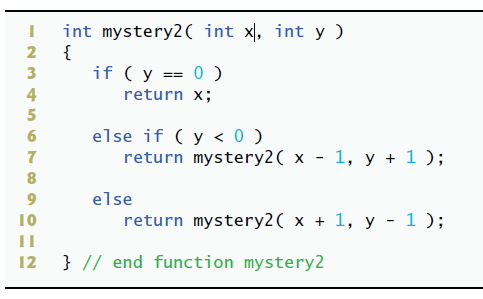 1 int mystery2( int x, int y )
2 {
3 if ( y == 0 )
4 return x;
5
6 else if ( y < 0 )
7 return mystery2( x - 1, y + 1 );
8
9 else
10 return mystery2( x + 1, y - 1 );
11
12 } // end function mystery2